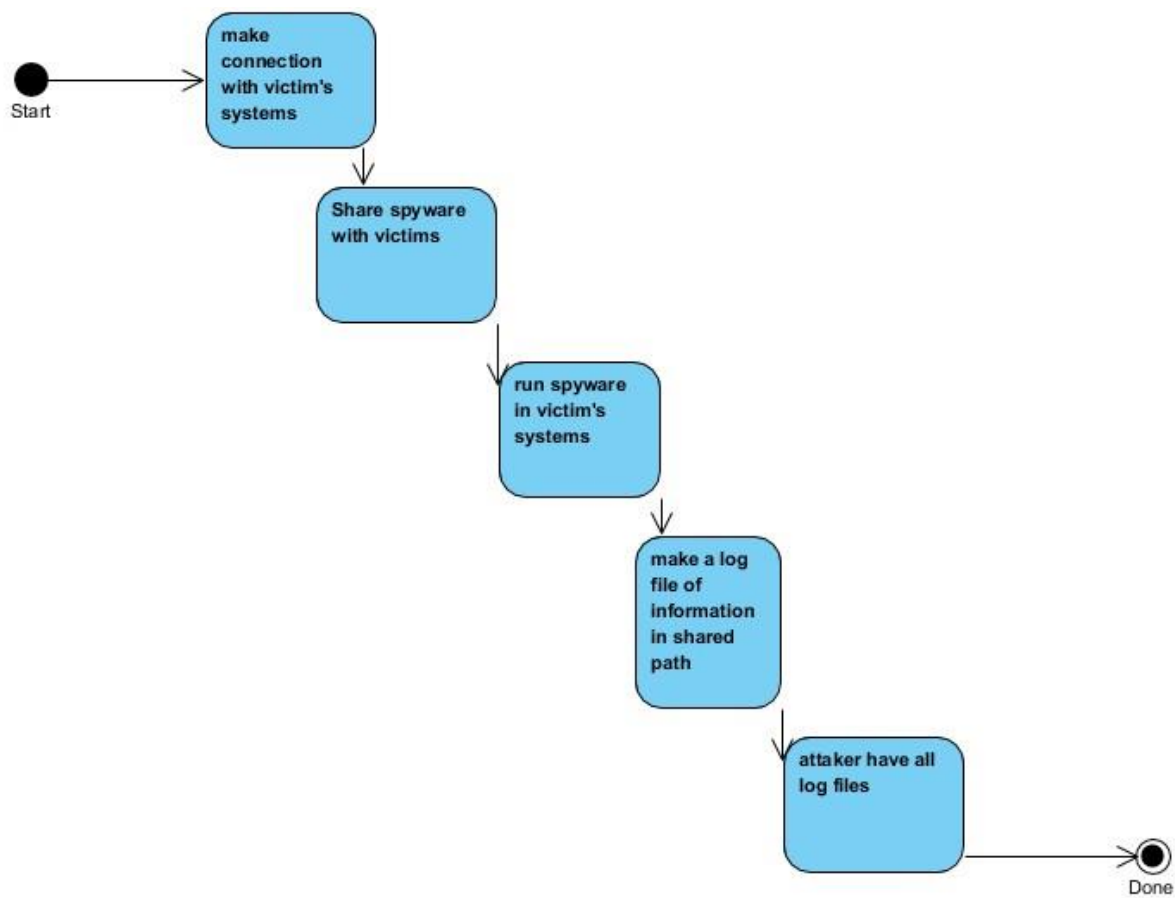 make
connection
with victim's
systems
Start
Share spyware
with victims
run spyware
in victim's
systems
make a log
file of
information
in shared
path
attaker have all
log files
Done